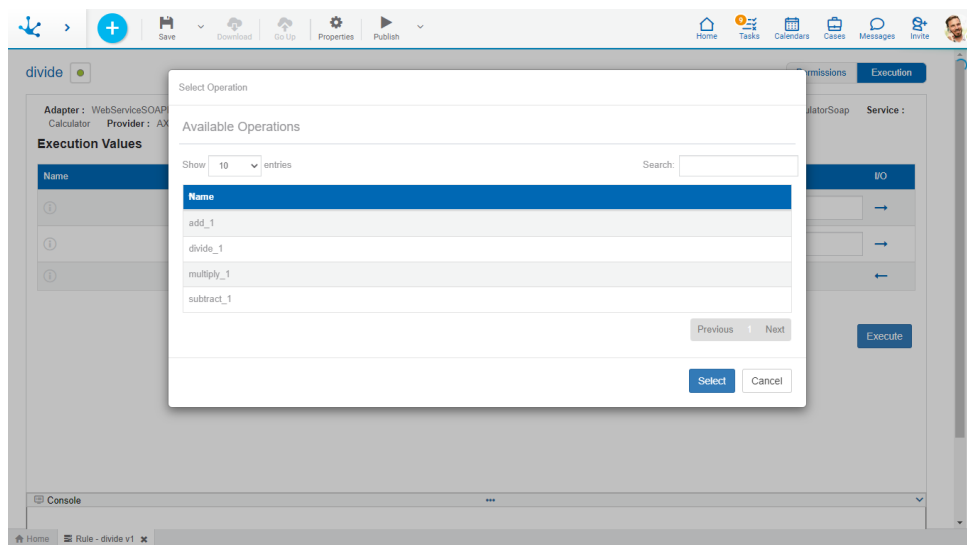 Save
Download
Go Up
Properties
Publish
Home
9
Tasks
Calendars
Cases
Messages
Invite
divide
Permissions
Execution
Select Operation
Adapter : WebServiceSOAP
ulatorSoap Service :
Calculator Provider : AX
Available Operations
Execution Values
Show 10 entries
Search:
Name
I/O
Name
add_1
divide_1
multiply_1
subtract_1
Previous 1 Next
Execute
Select Cancel
Console
Home Rule - divide v1